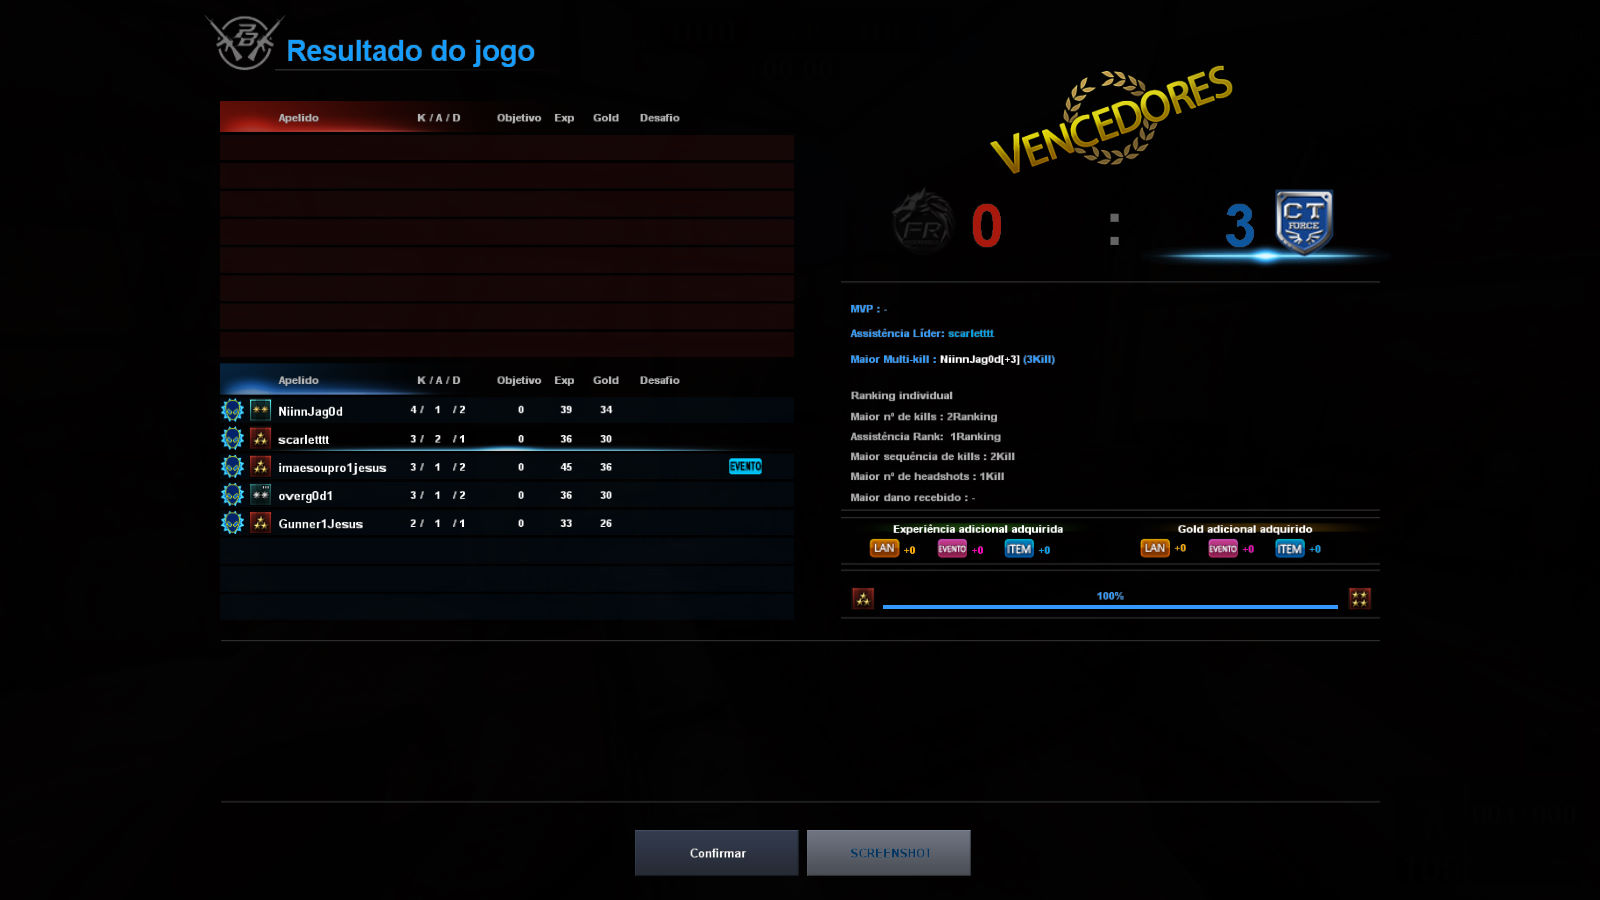 Resultado do jogo
Apelido K / A / D Objetivo Exp Gold Desafio
VENCEDORES
FR 0 : 3 CT FORCE
MVP : -
Assistência Líder: scarletttt
Maior Multi-kill : NiinnJag0d[+3] (3Kill)
Apelido K / A / D Objetivo Exp Gold Desafio
NiinnJag0d 4 / 1 / 2 0 39 34
scarletttt 3 / 2 / 1 0 36 30
imaesoupro1jesus 3 / 1 / 2 0 45 36 EVENTO
overg0d1 3 / 1 / 2 0 36 30
Gunner1Jesus 2 / 1 / 1 0 33 26
Ranking individual
Maior nº de kills : 2Ranking
Assistência Rank: 1Ranking
Maior sequência de kills : 2Kill
Maior nº de headshots : 1Kill
Maior dano recebido : -
Experiência adicional adquirida
LAN +0 EVENTO +0 ITEM +0
Gold adicional adquirido
LAN +0 EVENTO +0 ITEM +0
100%
Confirmar
SCREENSHOT